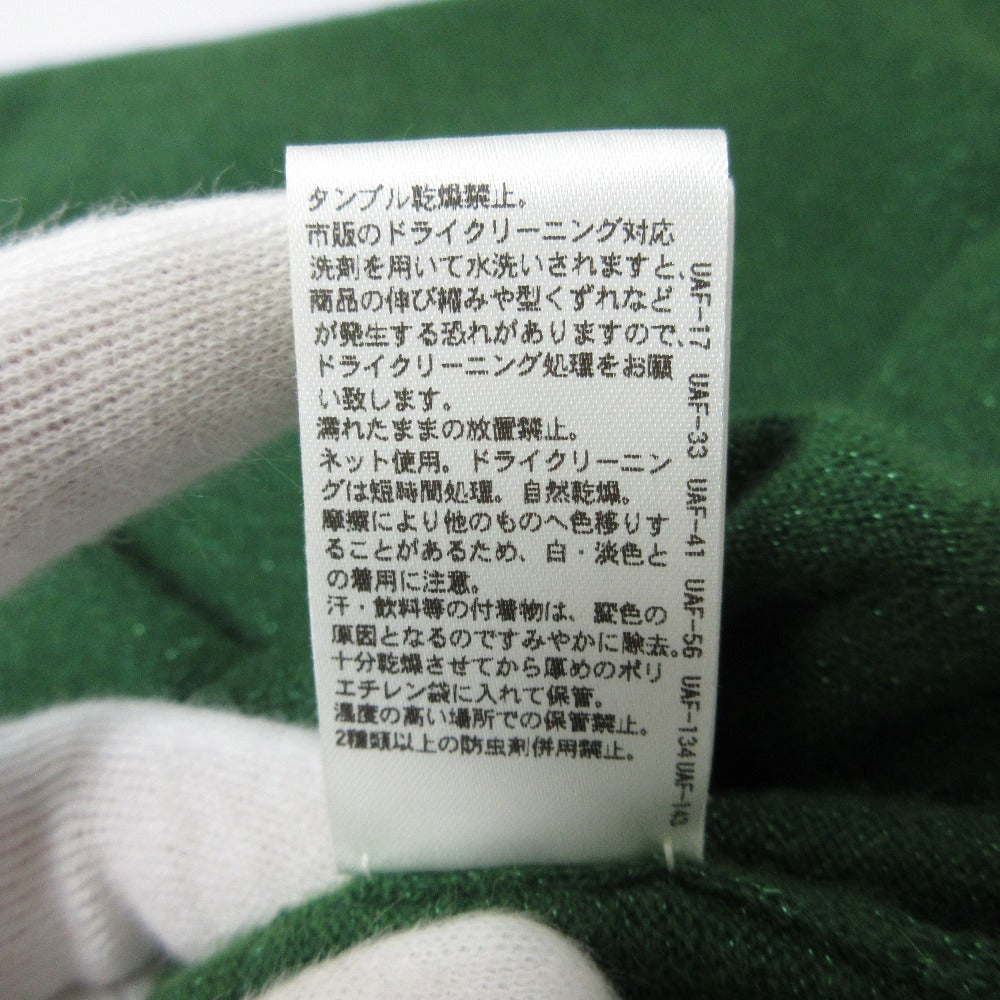 タンブル乾燥禁止。
市販のドライクリーニング対応
洗剤を用いて水洗いされますと、
商品の伸び縮みや型くずれなど
が発生する恐れがありますので、
ドライクリーニング処理をお願
い致します。
濡れたままの放置禁止。
ネット使用。ドライクリーニン
グは短時間処理。自然乾燥。
摩擦により他のものへ色移りす
ることがあるため、白・淡色と
の着用に注意。
汗・飲料等の付着物は、変色の
原因となるのですみやかに除去。
十分乾燥させてから厚めのポリ
エチレン袋に入れて保管。
湿度の高い場所での保管禁止。
2種類以上の防虫剤併用禁止。
UAF-17 UAF-33 UAF-41 UAF-56 UAF-134 UAF-143